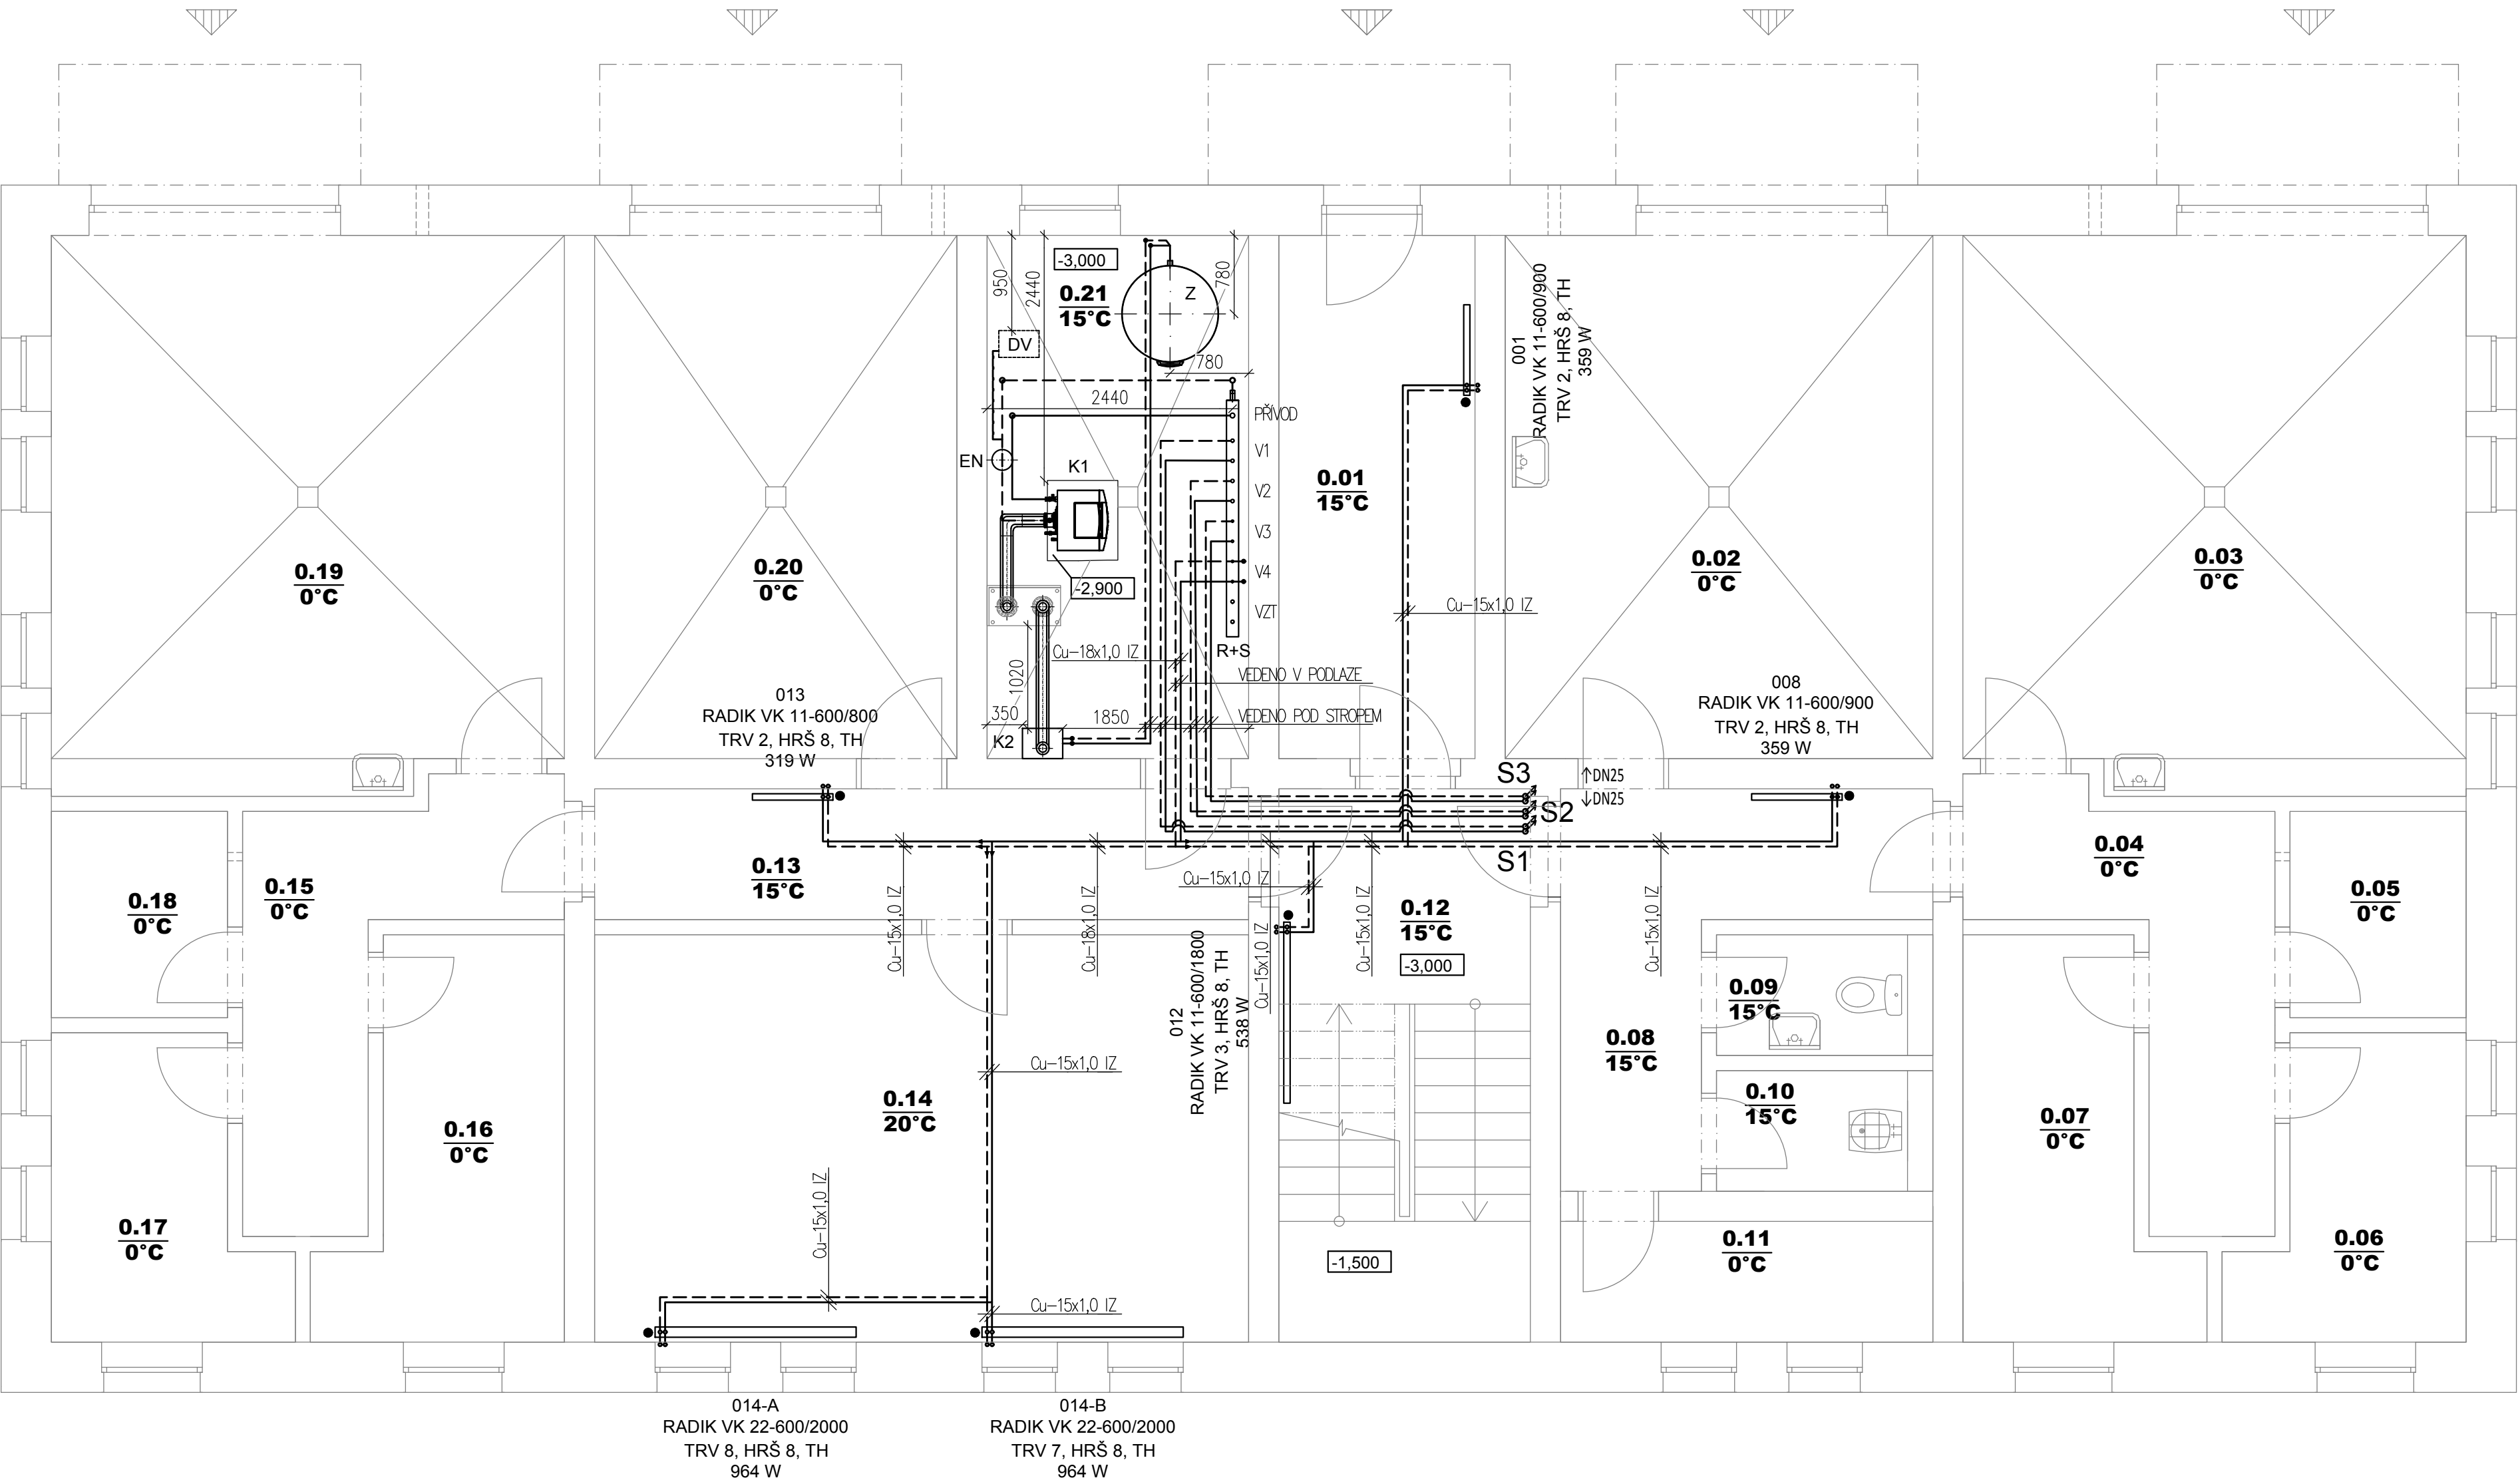 -3,000
0.21
15°C
950
2440
780
Z
DV
780
2440
PŘÍVOD
EN
K1
V1
V2
V3
V4
VZT
R+S
-2,900
Cu-18x1,0 IZ
1020
VEDENO V PODLAZE
VEDENO POD STROPEM
350
1850
K2
0.01
15°C
001
RADIK VK 11-600/900
TRV 2, HRŠ 8, TH
359 W
Cu-15x1,0 IZ
0.19
0°C
0.20
0°C
0.02
0°C
0.03
0°C
013
RADIK VK 11-600/800
TRV 2, HRŠ 8, TH
319 W
008
RADIK VK 11-600/900
TRV 2, HRŠ 8, TH
359 W
S3
DN25
DN25
S2
S1
0.13
15°C
Cu-15x1,0 IZ
Cu-18x1,0 IZ
Cu-15x1,0 IZ
Cu-15x1,0 IZ
Cu-15x1,0 IZ
Cu-15x1,0 IZ
0.12
15°C
-3,000
012
RADIK VK 11-600/1800
TRV 3, HRŠ 8, TH
538 W
0.04
0°C
0.05
0°C
0.18
0°C
0.15
0°C
0.09
15°C
0.08
15°C
0.10
15°C
0.07
0°C
0.16
0°C
0.14
20°C
Cu-15x1,0 IZ
Cu-15x1,0 IZ
Cu-15x1,0 IZ
0.17
0°C
-1,500
0.11
0°C
0.06
0°C
014-A
RADIK VK 22-600/2000
TRV 8, HRŠ 8, TH
964 W
014-B
RADIK VK 22-600/2000
TRV 7, HRŠ 8, TH
964 W